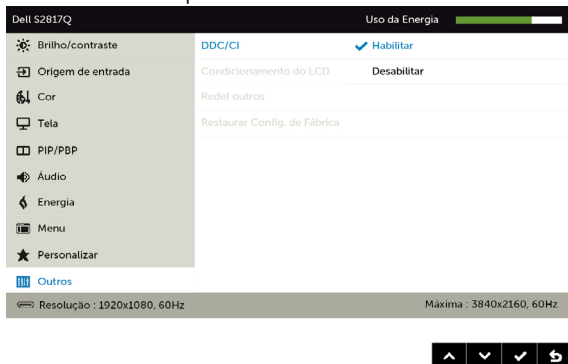 Dell S2817Q
Uso da Energia
Brilho/contraste
DDC/CI
Habilitar
Origem de entrada
Condicionamento do LCD
Desabilitar
Cor
Redef outros
Tela
Restaurar Config. de Fábrica
PIP/PBP
Áudio
Energia
Menu
Personalizar
Outros
Resolução : 1920x1080, 60Hz
Máxima : 3840x2160, 60Hz